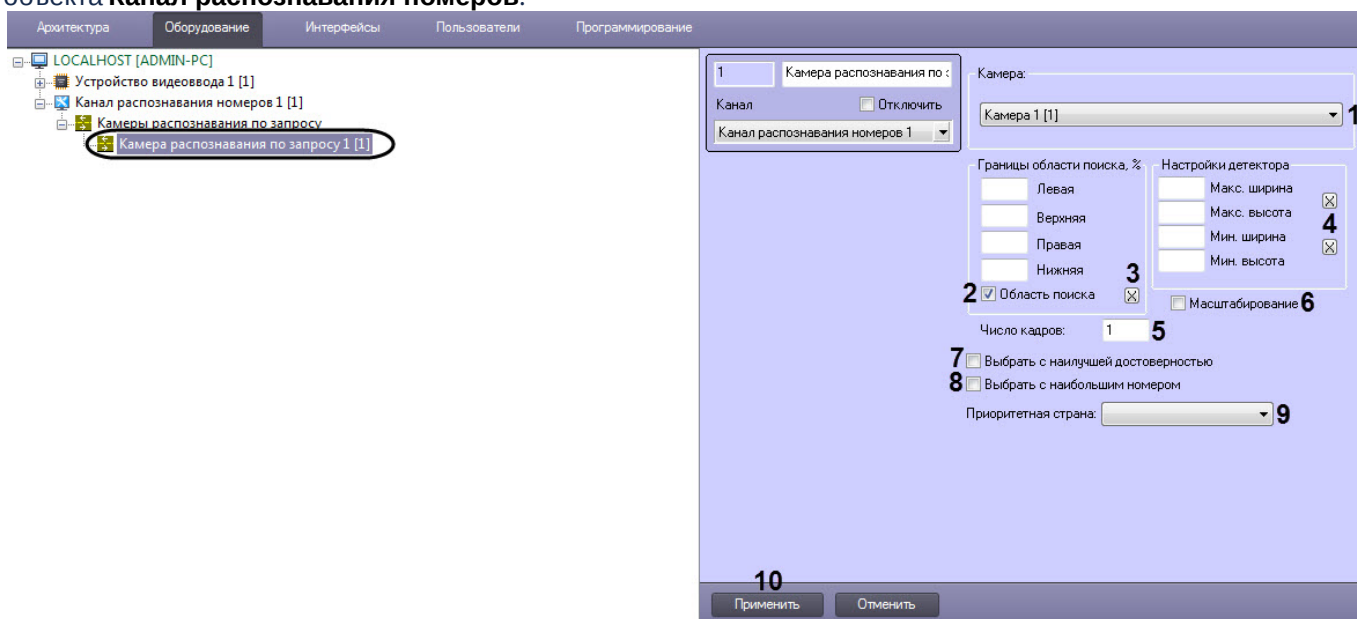 объекта Канал распознавания номеров.
Архитектура Оборудование Интерфейсы Пользователи Программирование
LOCALHOST [ADMIN-PC]
Устройство видеоввода 1 [1]
Канал распознавания номеров 1 [1]
Камеры распознавания по запросу
Камера распознавания по запросу 1 [1]
1 Камера распознавания по
Канал Отключить
Канал распознавания номеров 1
Камера:
Камера 1 [1] 1
Границы области поиска, %
Левая
Верхняя
Правая
Нижняя 3
2 Область поиска
Настройки детектора
Макс. ширина
Макс. высота
4
Мин. ширина
Мин. высота
Масштабирование 6
Число кадров: 1 5
7 Выбрать с наилучшей достоверностью
8 Выбрать с наибольшим номером
Приоритетная страна: 9
10
Применить Отменить